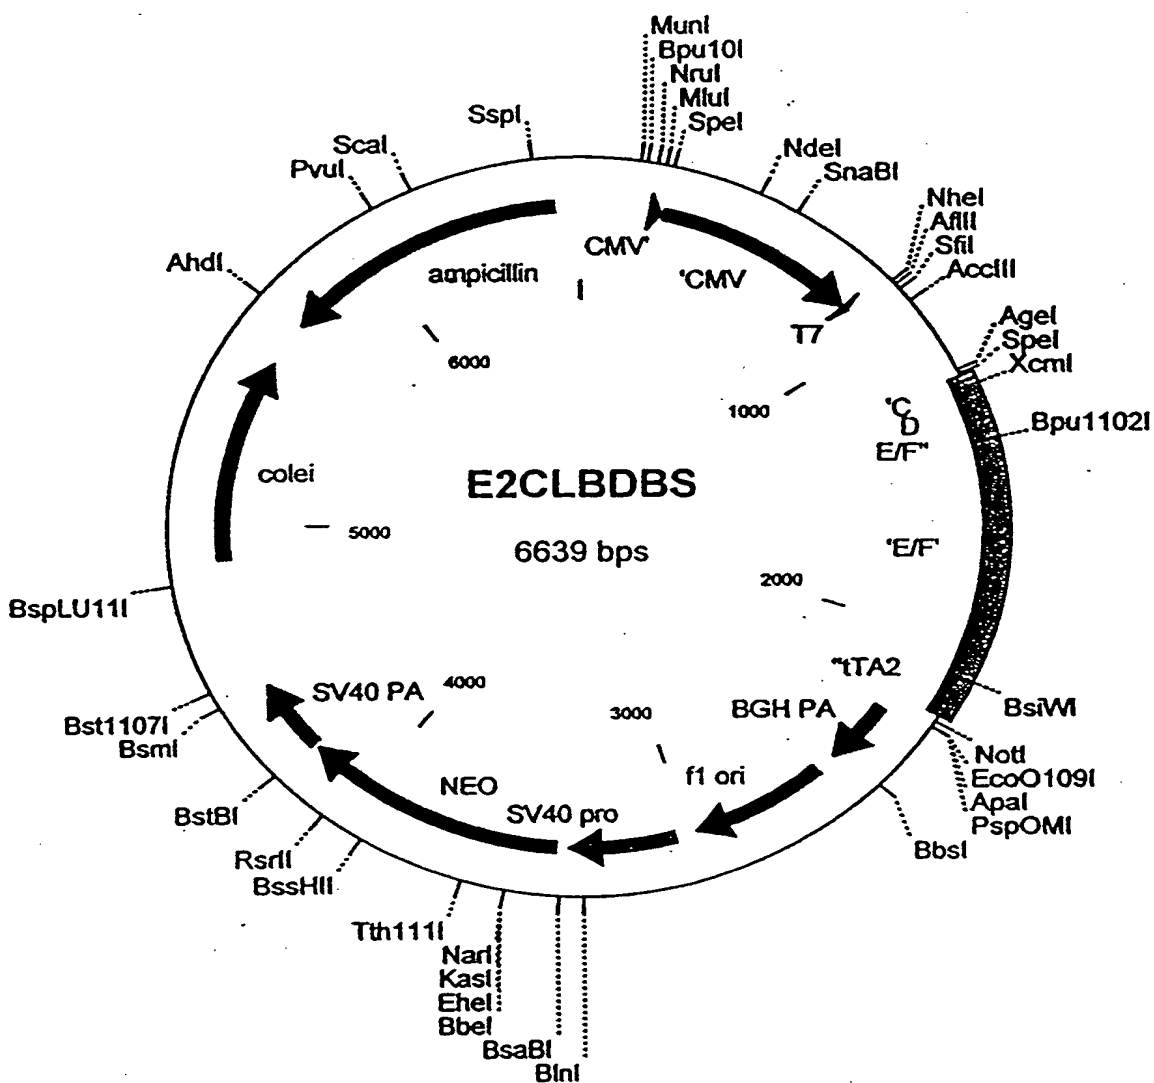 MunI
Bpu10I
NruI
MluI
SpeI
NdeI
SnaBI
NheI
AflII
SfiI
AccIII
AgeI
SpeI
XcmI
Bpu1102I
BsiWI
NotI
EcoO109I
ApaI
PspOMI
BbsI
BlnI
BsaBI
BbeI
EheI
KasI
NarI
Tth111I
BssHII
RsrII
BstBI
BsmI
Bst1107I
BspLU11I
AhdI
PvuI
ScaI
SspI
CMV'
'CMV
T7
ampicillin
6000
1000
'C
D
E/F"
colei
E2CLBDBS
6639 bps
5000
'E/F'
2000
"tTA2
SV40 PA
4000
3000
BGH PA
f1 ori
NEO
SV40 pro